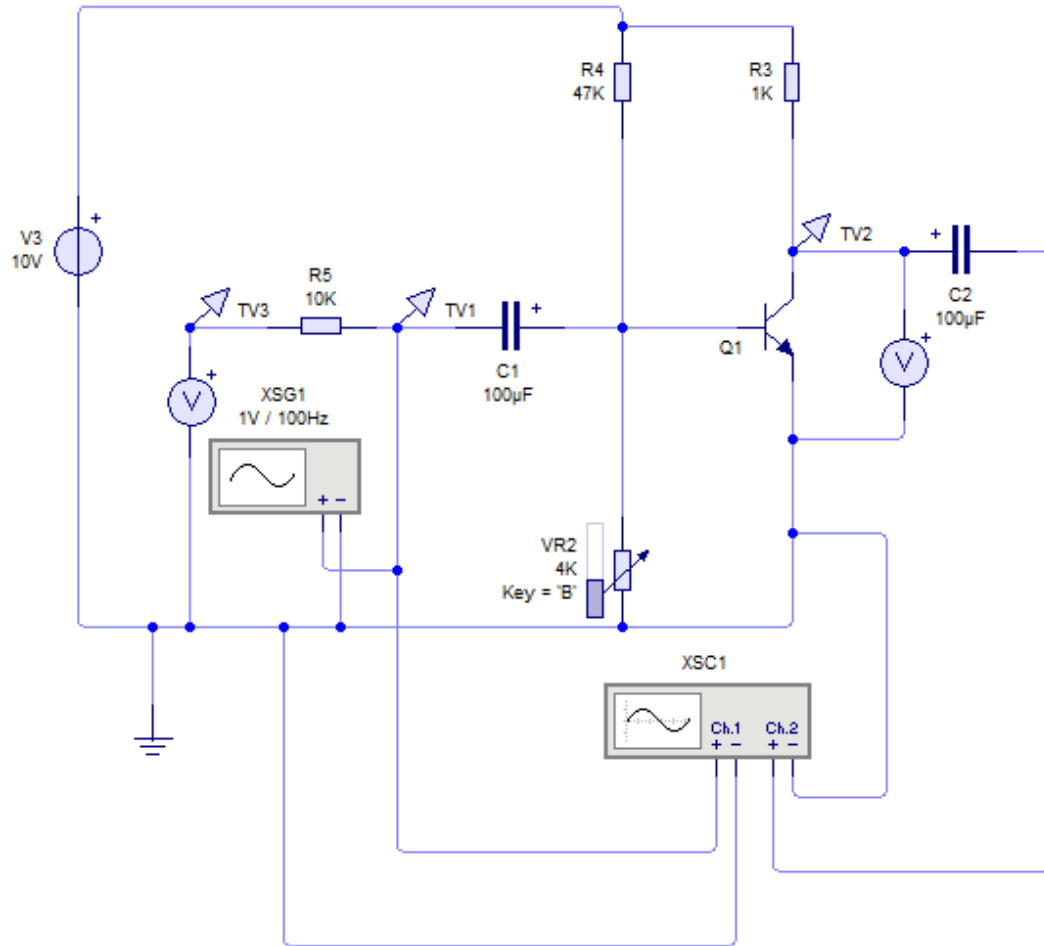 R4
47K
R3
1K
+
V3
10V
TV2
+
C2
100µF
R5
10K
TV3
TV1
+
C1
100µF
Q1
+
V
+
V
XSG1
1V / 100Hz
+ −
VR2
4K
Key = "B"
XSC1
Ch.1 Ch.2
+ − + −